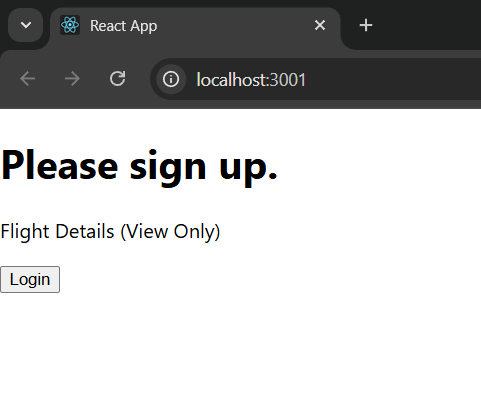 React App
localhost:3001
Please sign up.
Flight Details (View Only)
Login